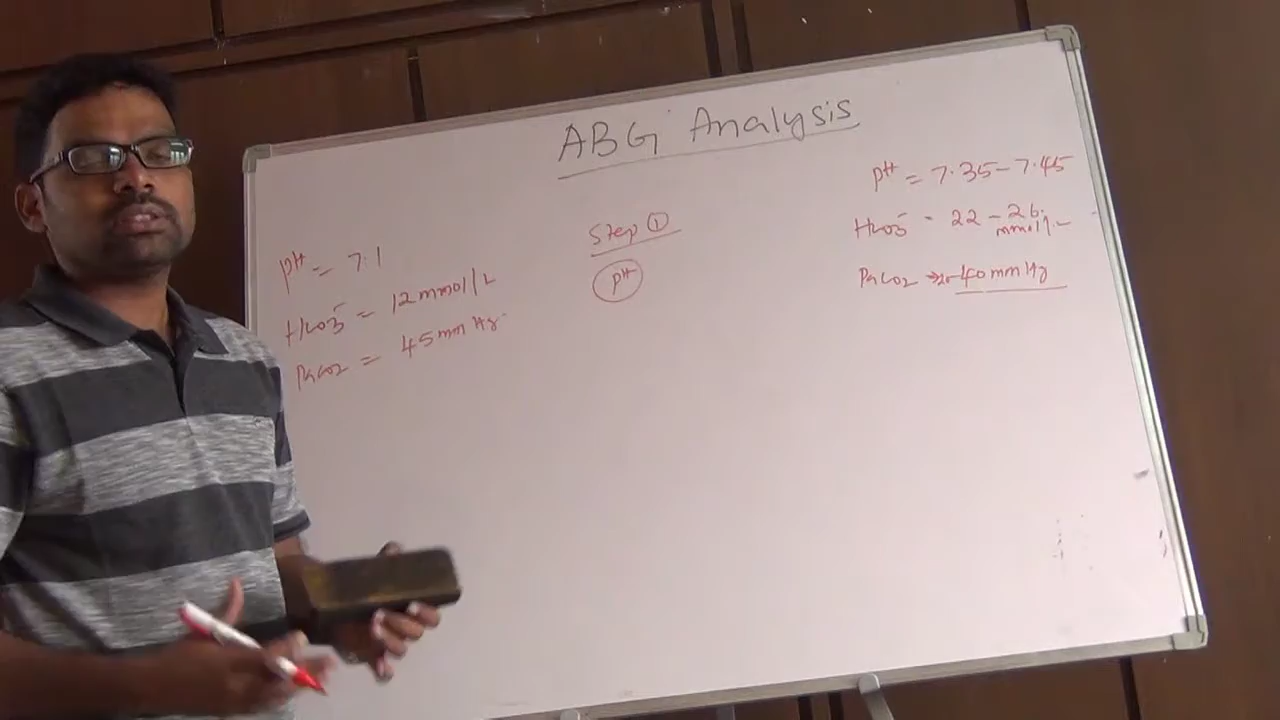 ABG Analysis
pH = 7.1
HCO3- = 12 mmol/L
PaCO2 = 45 mm Hg
Step ①
pH
pH = 7.35 - 7.45
HCO3- - 22 - 26
mmol/L
PaCO2 → 40 mm Hg